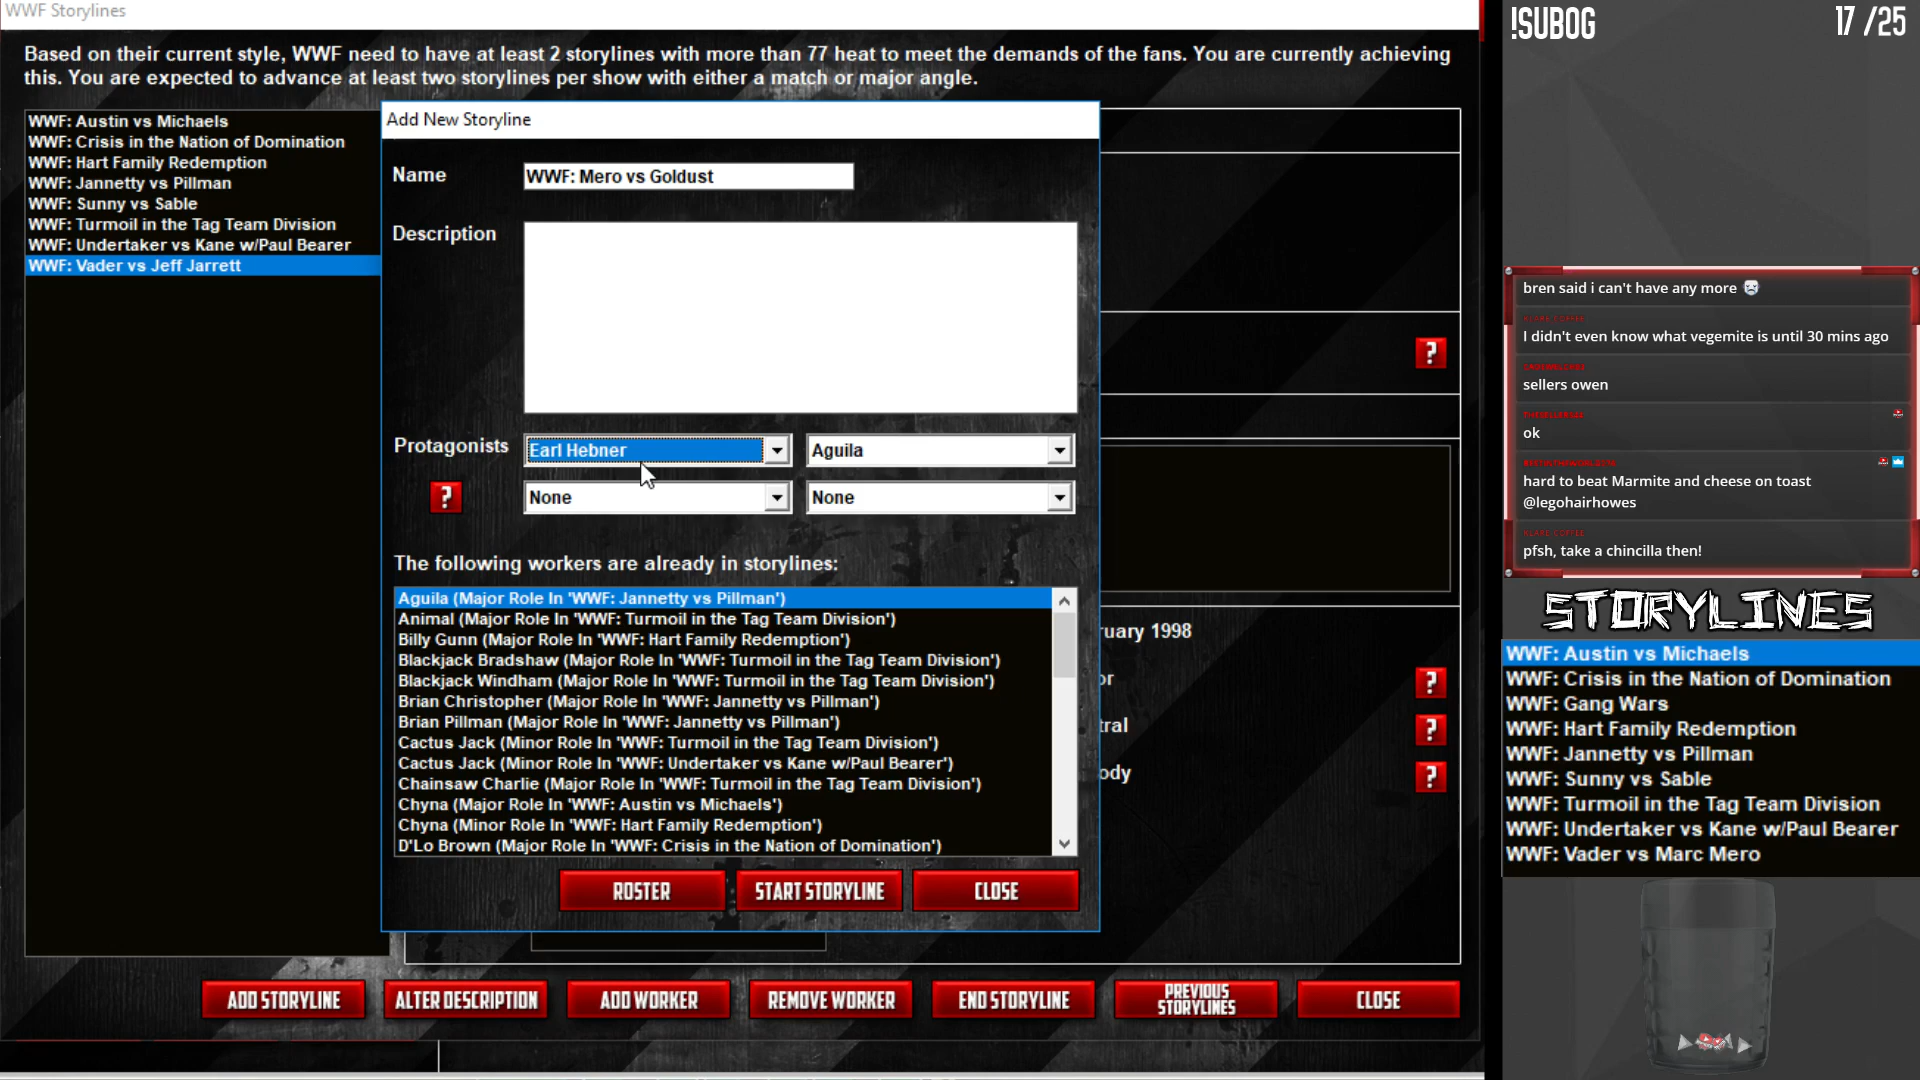 WWF Storylines
Based on their current style, WWF need to have at least 2 storylines with more than 77 heat to meet the demands of the fans. You are currently achieving
this. You are expected to advance at least two storylines per show with either a match or major angle.
WWF: Austin vs Michaels
WWF: Crisis in the Nation of Domination
WWF: Hart Family Redemption
WWF: Jannetty vs Pillman
WWF: Sunny vs Sable
WWF: Turmoil in the Tag Team Division
WWF: Undertaker vs Kane w/Paul Bearer
WWF: Vader vs Jeff Jarrett
Add New Storyline
Name
WWF: Mero vs Goldust
Description
Protagonists
Earl Hebner
Aguila
?
None
None
The following workers are already in storylines:
Aguila (Major Role In 'WWF: Jannetty vs Pillman')
Animal (Major Role In 'WWF: Turmoil in the Tag Team Division')
Billy Gunn (Major Role In 'WWF: Hart Family Redemption')
Blackjack Bradshaw (Major Role In 'WWF: Turmoil in the Tag Team Division')
Blackjack Windham (Major Role In 'WWF: Turmoil in the Tag Team Division')
Brian Christopher (Major Role In 'WWF: Jannetty vs Pillman')
Brian Pillman (Major Role In 'WWF: Jannetty vs Pillman')
Cactus Jack (Minor Role In 'WWF: Turmoil in the Tag Team Division')
Cactus Jack (Minor Role In 'WWF: Undertaker vs Kane w/Paul Bearer')
Chainsaw Charlie (Major Role In 'WWF: Turmoil in the Tag Team Division')
Chyna (Major Role In 'WWF: Austin vs Michaels')
Chyna (Minor Role In 'WWF: Hart Family Redemption')
D'Lo Brown (Major Role In 'WWF: Crisis in the Nation of Domination')
ROSTER
START STORYLINE
CLOSE
?
ruary 1998
or
?
tral
?
ody
?
ADD STORYLINE
ALTER DESCRIPTION
ADD WORKER
REMOVE WORKER
END STORYLINE
PREVIOUS
STORYLINES
CLOSE
!SUBOG
17 /25
bren said i can't have any more
I didn't even know what vegemite is until 30 mins ago
sellers owen
ok
hard to beat Marmite and cheese on toast
@legohairhowes
pfsh, take a chincilla then!
STORYLINES
WWF: Austin vs Michaels
WWF: Crisis in the Nation of Domination
WWF: Gang Wars
WWF: Hart Family Redemption
WWF: Jannetty vs Pillman
WWF: Sunny vs Sable
WWF: Turmoil in the Tag Team Division
WWF: Undertaker vs Kane w/Paul Bearer
WWF: Vader vs Marc Mero